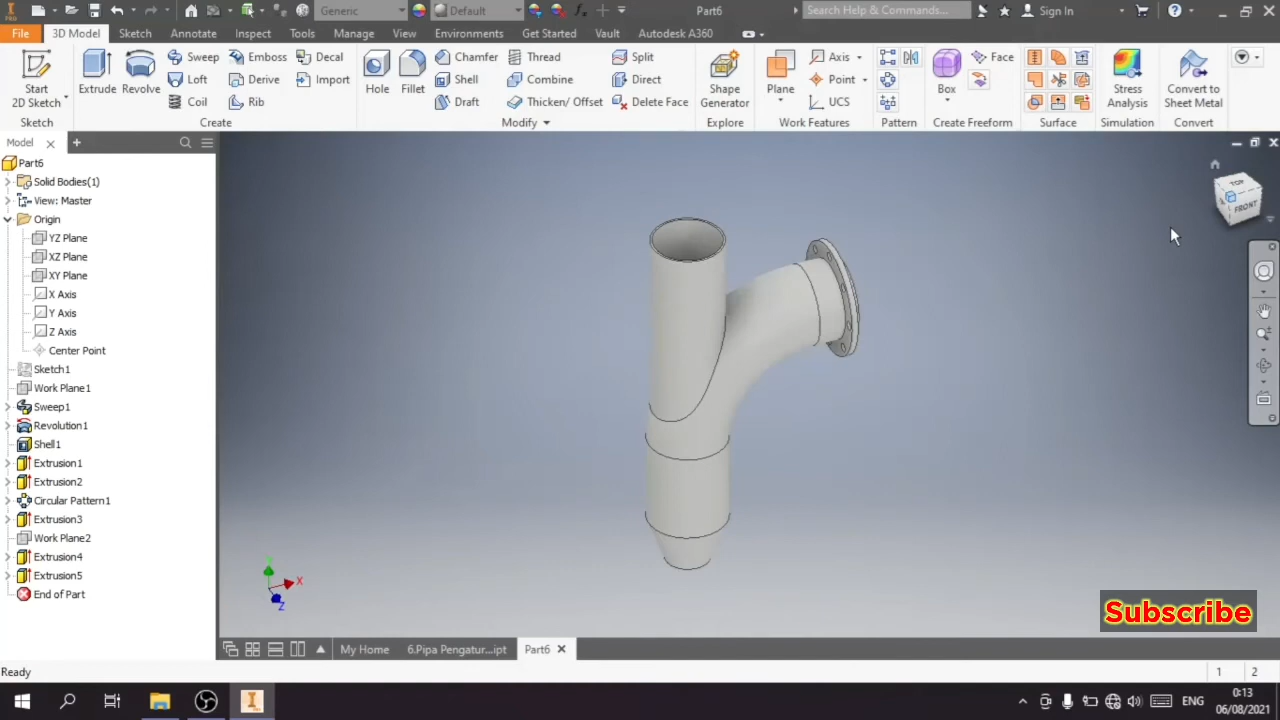 PRO
Generic
Default
Part6
Search Help & Commands...
Sign In
File
3D Model
Sketch
Annotate
Inspect
Tools
Manage
View
Environments
Get Started
Vault
Autodesk A360
Start
2D Sketch
Sketch
Extrude
Revolve
Sweep
Loft
Coil
Emboss
Derive
Rib
Decal
Import
Create
Hole
Fillet
Chamfer
Shell
Draft
Thread
Combine
Thicken/ Offset
Split
Direct
Delete Face
Modify
Shape
Generator
Explore
Plane
Axis
Point
UCS
Work Features
Pattern
Box
Face
Create Freeform
Surface
Stress
Analysis
Simulation
Convert to
Sheet Metal
Convert
Model
Part6
Solid Bodies(1)
View: Master
Origin
YZ Plane
XZ Plane
XY Plane
X Axis
Y Axis
Z Axis
Center Point
Sketch1
Work Plane1
Sweep1
Revolution1
Shell1
Extrusion1
Extrusion2
Circular Pattern1
Extrusion3
Work Plane2
Extrusion4
Extrusion5
End of Part
TOP
FRONT
Y
X
Z
Subscribe
My Home
6.Pipa Pengatur...ipt
Part6
Ready
1
2
ENG
0:13
06/08/2021